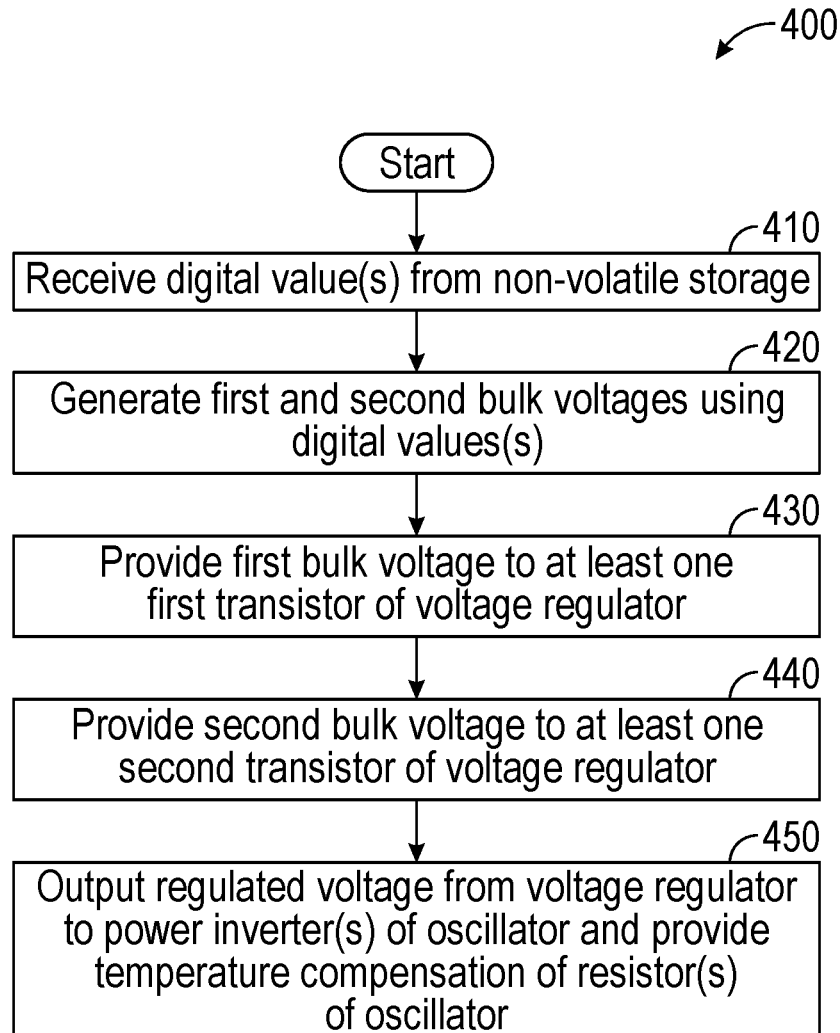 400
Start
410
Receive digital value(s) from non-volatile storage
420
Generate first and second bulk voltages using
digital values(s)
430
Provide first bulk voltage to at least one
first transistor of voltage regulator
440
Provide second bulk voltage to at least one
second transistor of voltage regulator
450
Output regulated voltage from voltage regulator
to power inverter(s) of oscillator and provide
temperature compensation of resistor(s)
of oscillator